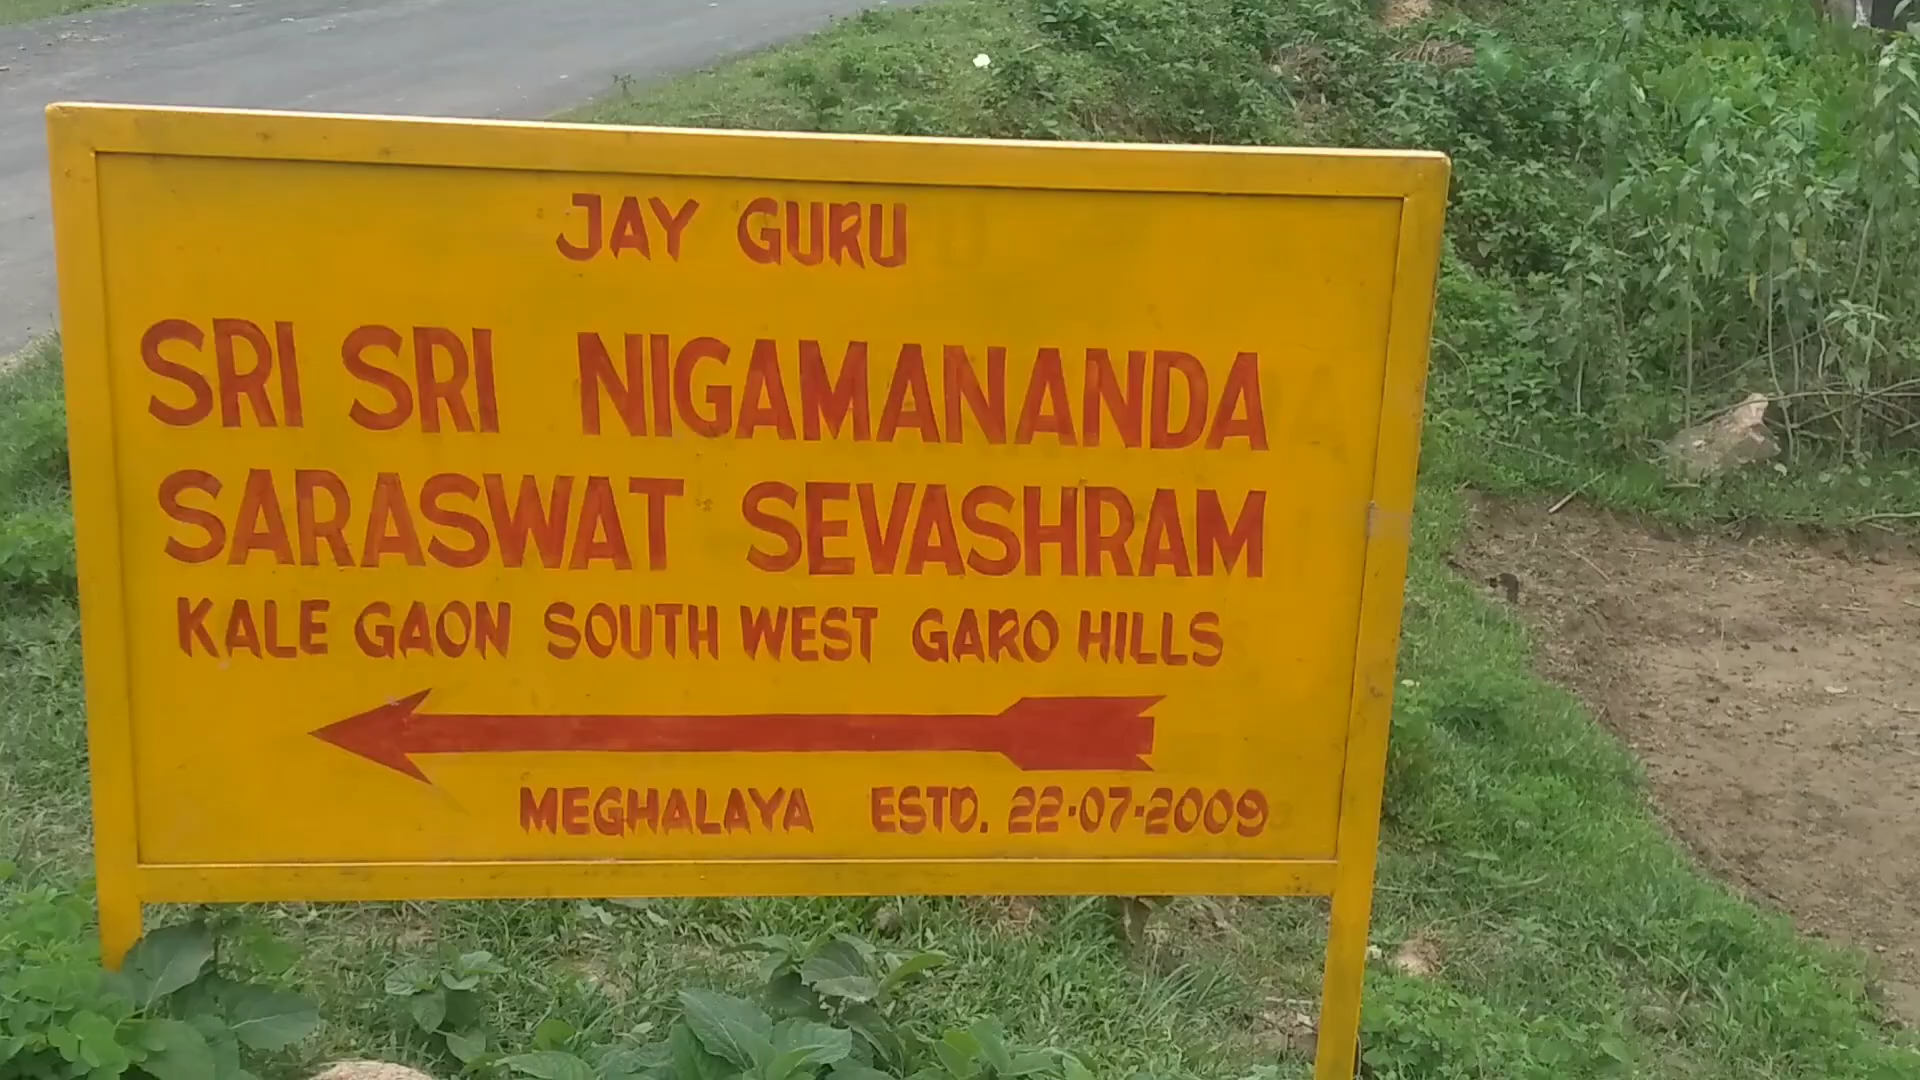 JAY GURU
SRI SRI NIGAMANANDA
SARASWAT SEVASHRAM
KALE GAON SOUTH WEST GARO HILLS
MEGHALAYA ESTD. 22-07-2009